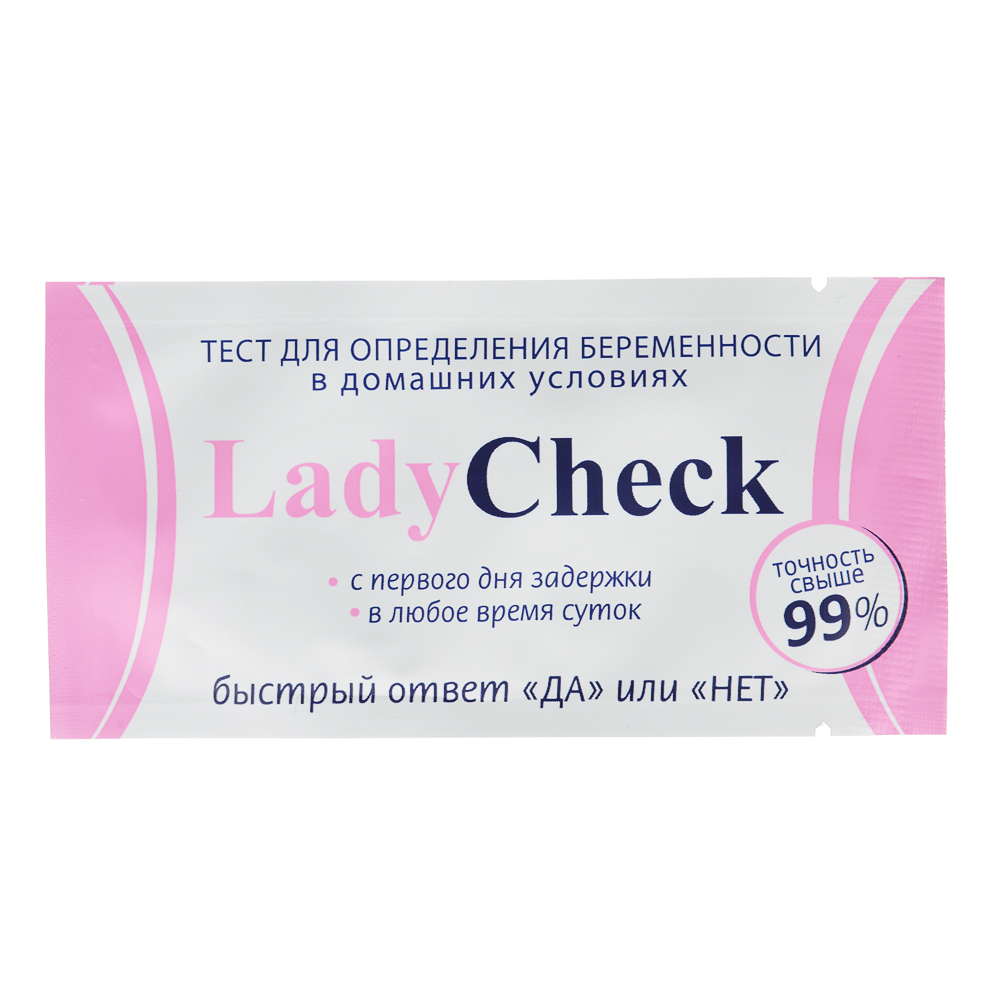 ТЕСТ ДЛЯ ОПРЕДЕЛЕНИЯ БЕРЕМЕННОСТИ
в домашних условиях
LadyCheck
• с первого дня задержки
• в любое время суток
точность
свыше
99%
быстрый ответ «ДА» или «НЕТ»